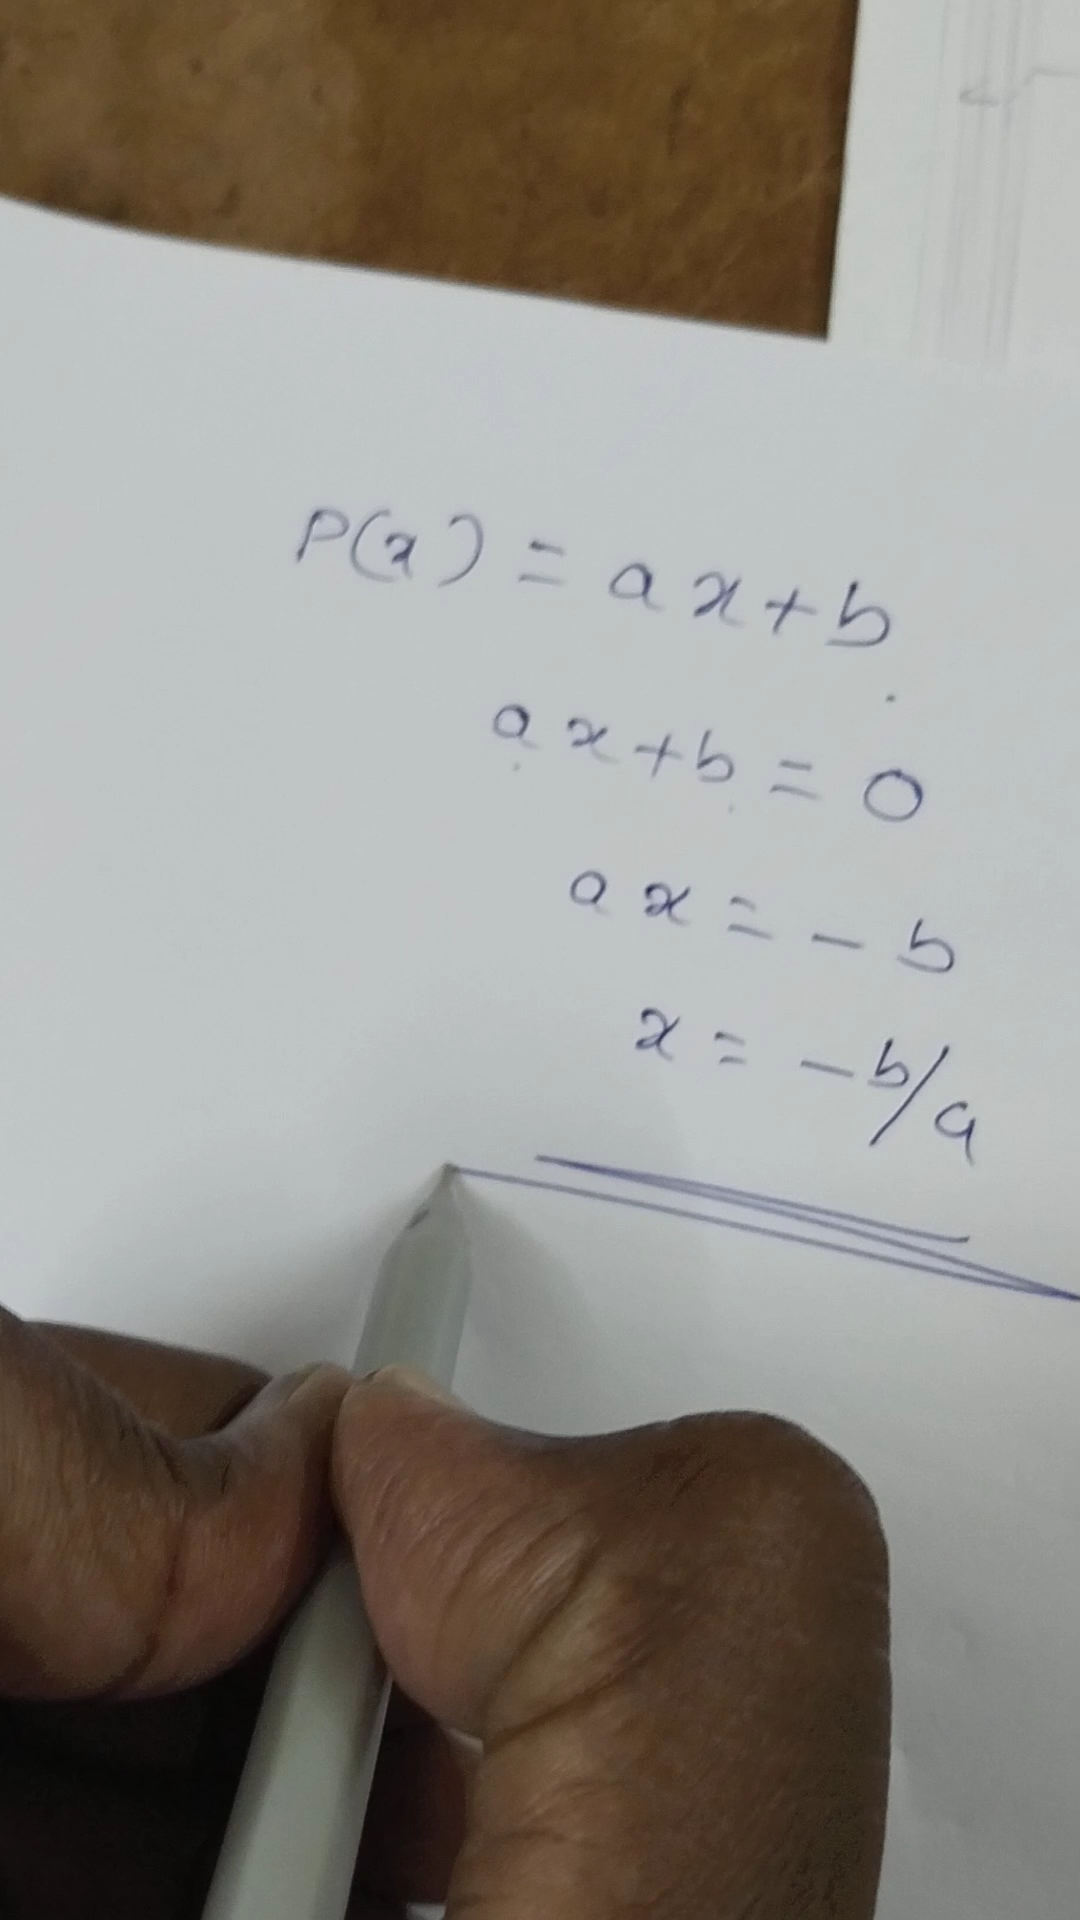 P(x) = ax+b
ax+b = 0
ax = - b
x = - b/a